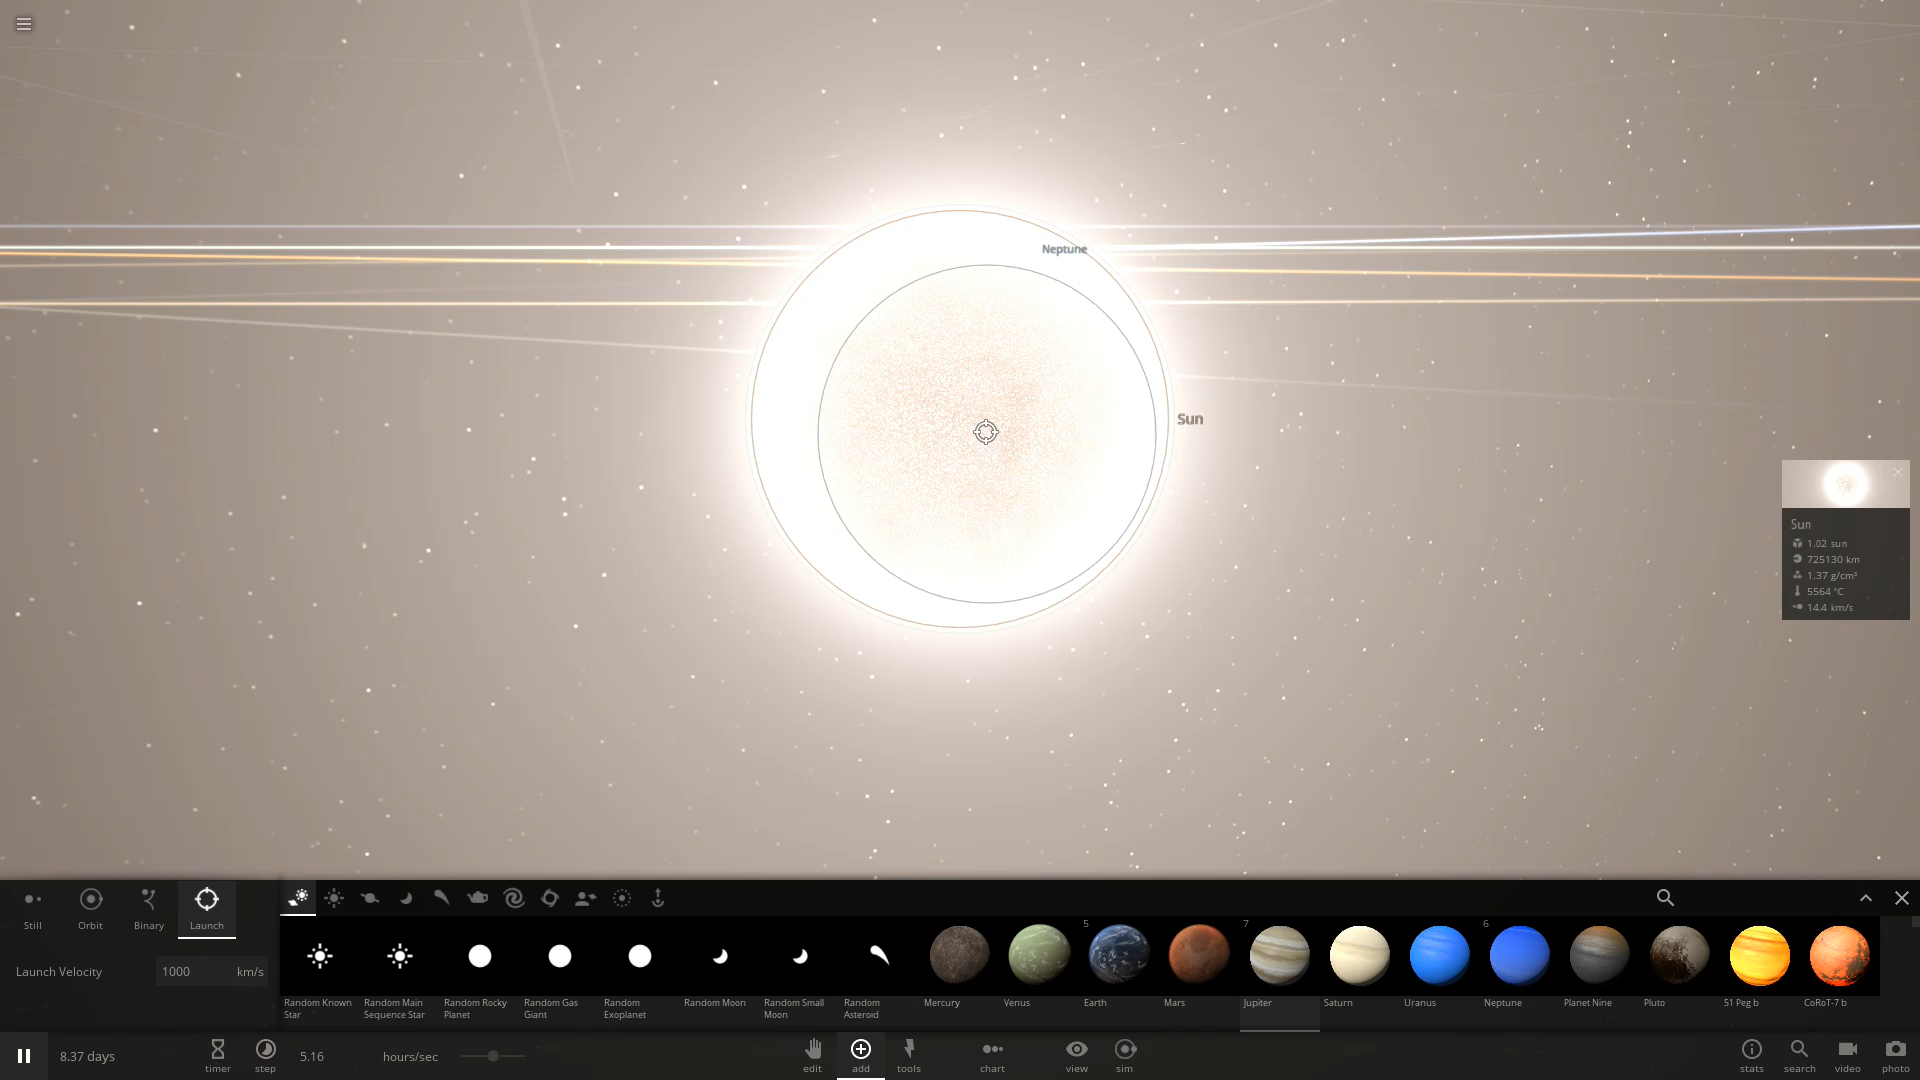 Neptune
Sun
Sun
1.02 sun
725130 km
1.37 g/cm³
5564 °C
14.4 km/s
Still
Orbit
Binary
Launch
Launch Velocity
1000
km/s
5
7
6
Random Known
Star
Random Main
Sequence Star
Random Rocky
Planet
Random Gas
Giant
Random
Exoplanet
Random Moon
Random Small
Moon
Random
Asteroid
Mercury
Venus
Earth
Mars
Jupiter
Saturn
Uranus
Neptune
Planet Nine
Pluto
51 Peg b
CoRoT-7 b
8.37 days
timer
step
5.16
hours/sec
edit
add
tools
chart
view
sim
stats
search
video
photo